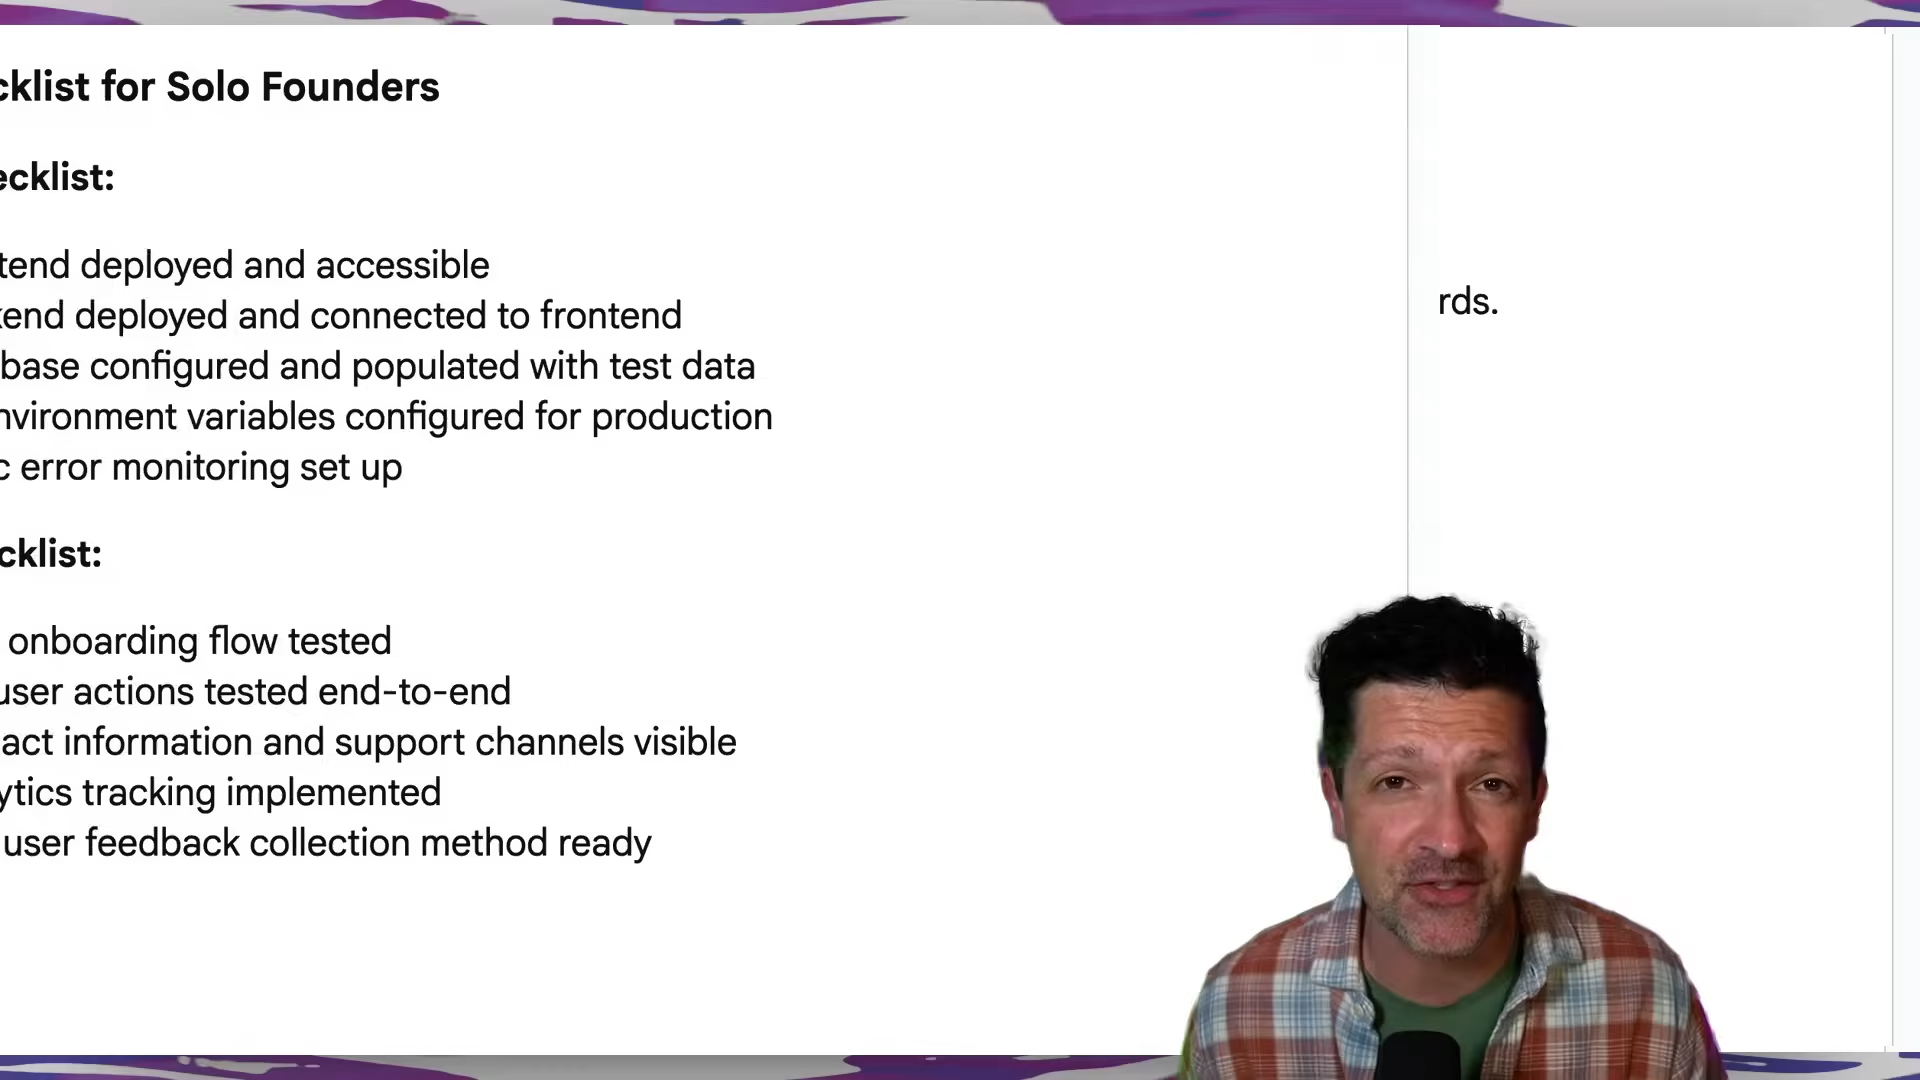 cklist for Solo Founders
ecklist:
tend deployed and accessible
end deployed and connected to frontend
base configured and populated with test data
nvironment variables configured for production
c error monitoring set up
cklist:
onboarding flow tested
user actions tested end-to-end
act information and support channels visible
ytics tracking implemented
user feedback collection method ready
rds.